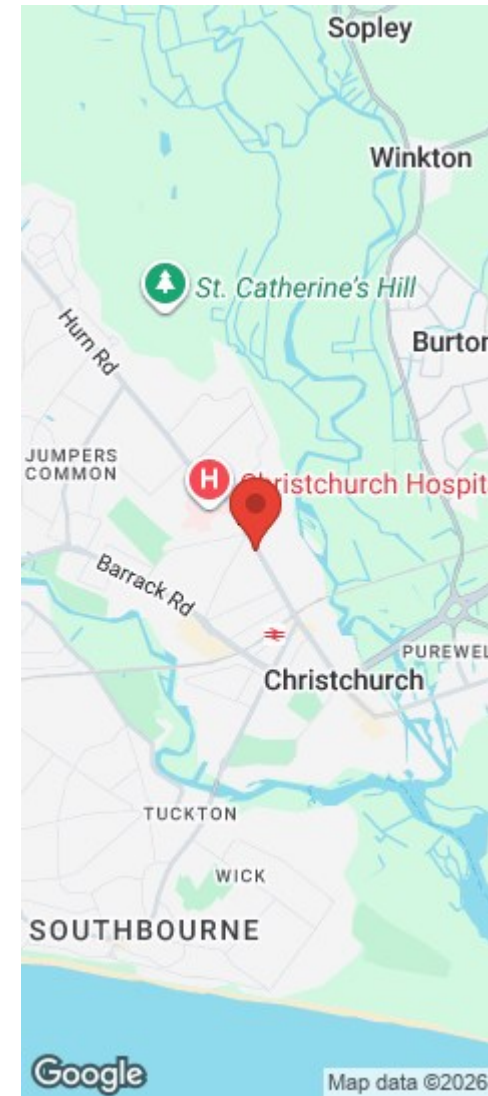 Sopley
Winkton
St. Catherine's Hill
Hurn Rd
Burton
JUMPERS
COMMON
H
Christchurch Hospit
Barrack Rd
PUREWEL
Christchurch
TUCKTON
WICK
SOUTHBOURNE
Google
Map data ©2026